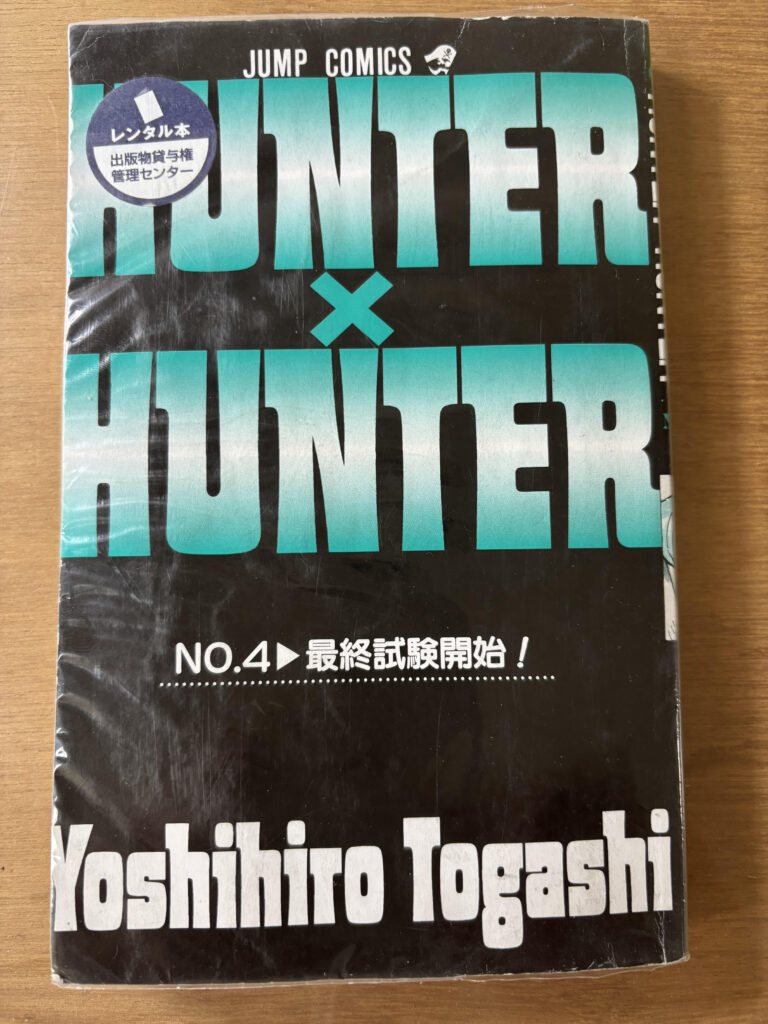 JUMP COMICS
レンタル本
出版物貸与権
管理センター
HUNTER
×
HUNTER
NO.4▶最終試験開始!
Yoshihiro Togashi